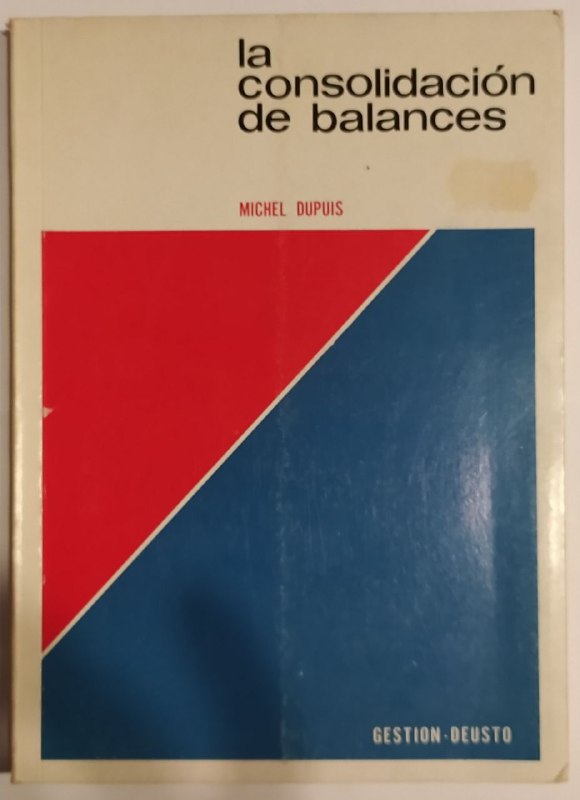 la
consolidación
de balances
MICHEL DUPUIS
GESTION-DEUSTO